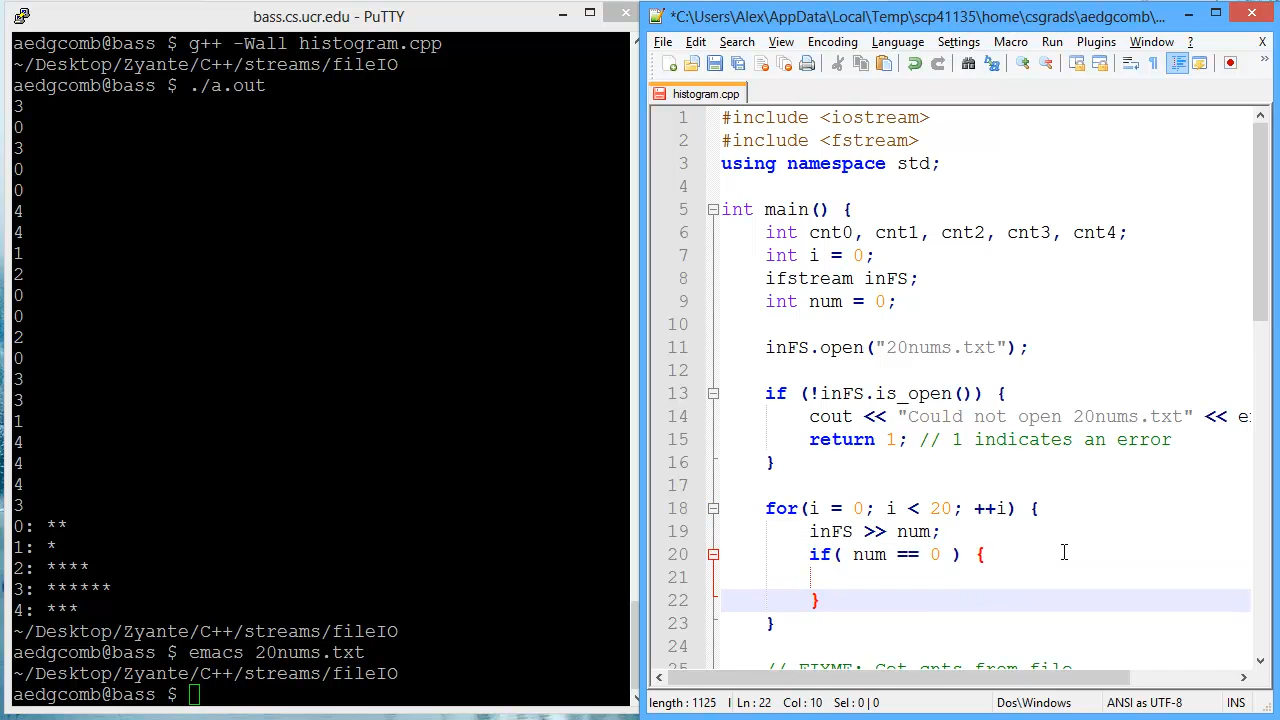 bass.cs.ucr.edu - PuTTY
aedgcomb@bass $ g++ -Wall histogram.cpp
~/Desktop/Zyante/C++/streams/fileIO
aedgcomb@bass $ ./a.out
3
0
3
0
0
4
4
1
2
0
0
2
0
3
3
1
4
4
4
3
0: **
1: *
2: ****
3: ******
4: ***
~/Desktop/Zyante/C++/streams/fileIO
aedgcomb@bass $ emacs 20nums.txt
~/Desktop/Zyante/C++/streams/fileIO
aedgcomb@bass $
*C:\Users\Alex\AppData\Local\Temp\scp41135\home\csgrads\aedgcomb\...
File Edit Search View Encoding Language Settings Macro Run Plugins Window ? X
histogram.cpp
1 #include <iostream>
2 #include <fstream>
3 using namespace std;
4
5 int main() {
6 int cnt0, cnt1, cnt2, cnt3, cnt4;
7 int i = 0;
8 ifstream inFS;
9 int num = 0;
10
11 inFS.open("20nums.txt");
12
13 if (!inFS.is_open()) {
14 cout << "Could not open 20nums.txt" << e
15 return 1; // 1 indicates an error
16 }
17
18 for(i = 0; i < 20; ++i) {
19 inFS >> num;
20 if( num == 0 ) {
21
22 }
23 }
24
25 // FIXME: Get cnts from file
length : 1125 l Ln : 22 Col : 10 Sel : 0 | 0 Dos\Windows ANSI as UTF-8 INS